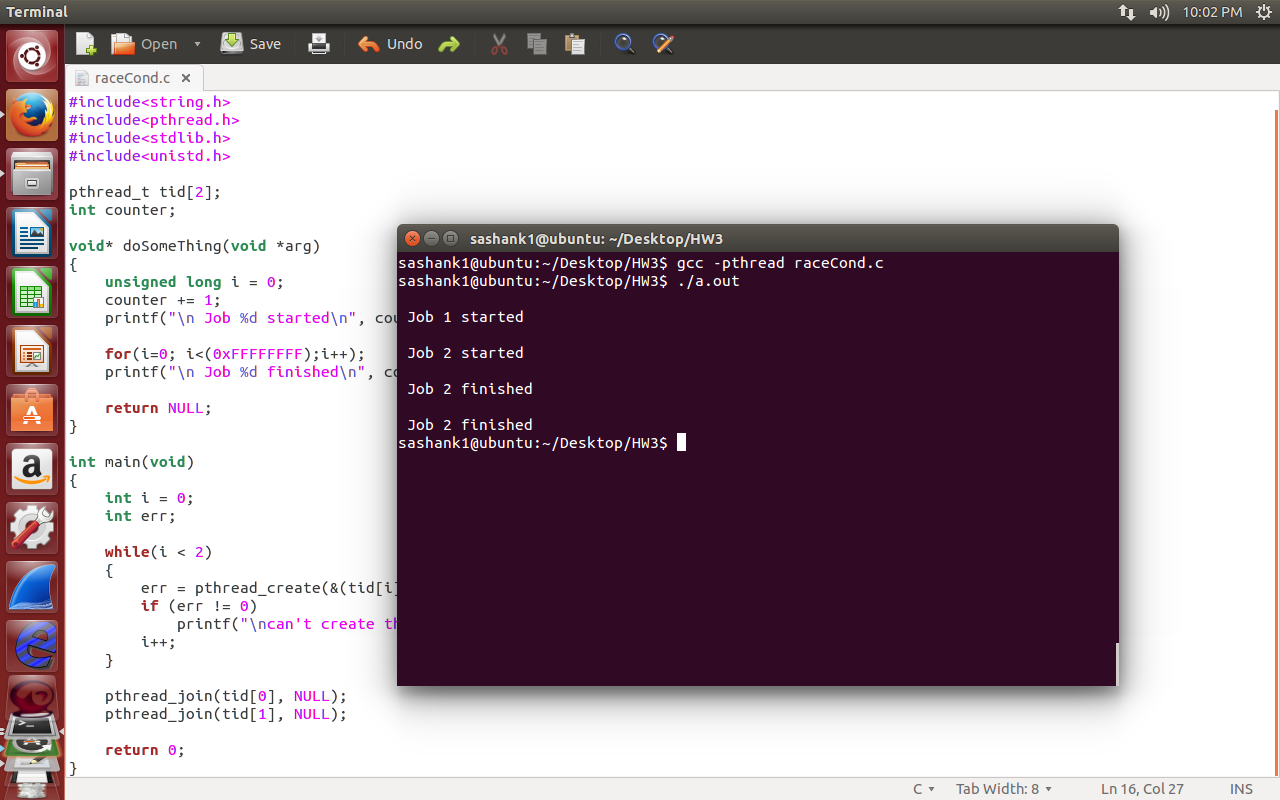 Terminal
10:02 PM
Open
Save
Undo
raceCond.c
#include<string.h>
#include<pthread.h>
#include<stdlib.h>
#include<unistd.h>
pthread_t tid[2];
int counter;
void* doSomeThing(void *arg)
{
unsigned long i = 0;
counter += 1;
printf("\n Job %d started\n", cou
for(i=0; i<(0xFFFFFFFF);i++);
printf("\n Job %d finished\n", co
return NULL;
}
int main(void)
{
int i = 0;
int err;
while(i < 2)
{
err = pthread_create(&(tid[i]
if (err != 0)
printf("\ncan't create th
i++;
}
pthread_join(tid[0], NULL);
pthread_join(tid[1], NULL);
return 0;
}
sashank1@ubuntu: ~/Desktop/HW3
sashank1@ubuntu:~/Desktop/HW3$ gcc -pthread raceCond.c
sashank1@ubuntu:~/Desktop/HW3$ ./a.out
Job 1 started
Job 2 started
Job 2 finished
Job 2 finished
sashank1@ubuntu:~/Desktop/HW3$
C
Tab Width: 8
Ln 16, Col 27
INS